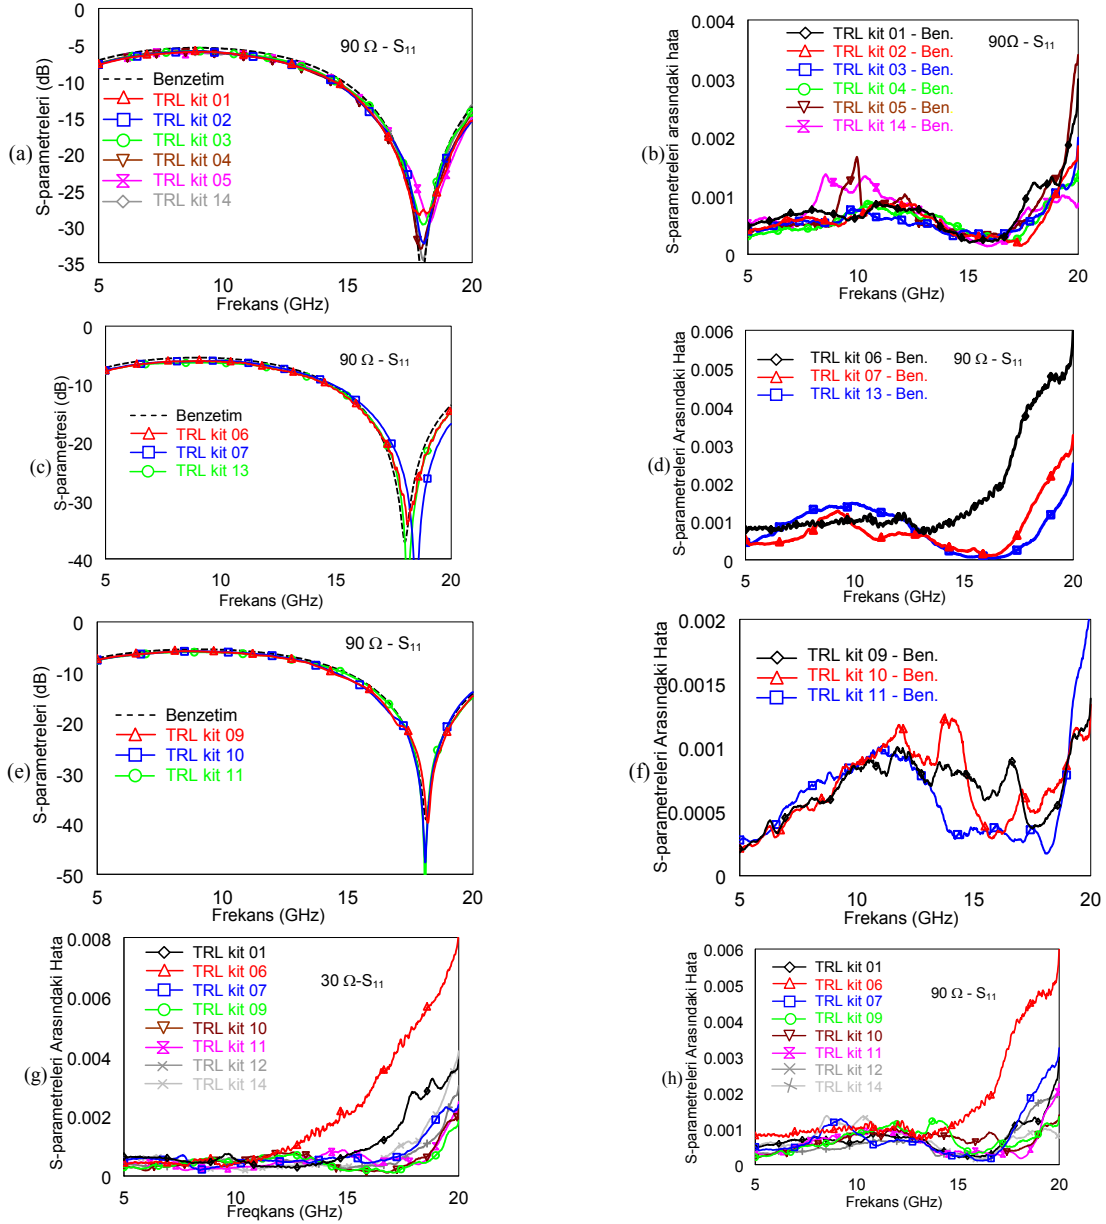 (a)
S-parametreleri (dB)
0
-5
-10
-15
-20
-25
-30
-35
90 Ω - S11
Benzetim
TRL kit 01
TRL kit 02
TRL kit 03
TRL kit 04
TRL kit 05
TRL kit 14
5 10 15 20
Frekans (GHz)
(b)
S-parametreleri arasındaki hata
0.004
0.003
0.002
0.001
0
90Ω - S11
TRL kit 01 - Ben.
TRL kit 02 - Ben.
TRL kit 03 - Ben.
TRL kit 04 - Ben.
TRL kit 05 - Ben.
TRL kit 14 - Ben.
5 10 15 20
Frekans (GHz)
(c)
S-parametresi (dB)
0
-10
-20
-30
-40
90 Ω - S11
Benzetim
TRL kit 06
TRL kit 07
TRL kit 13
5 10 15 20
Frekans (GHz)
(d)
S-parametreleri Arasındaki Hata
0.006
0.005
0.004
0.003
0.002
0.001
0
90 Ω - S11
TRL kit 06 - Ben.
TRL kit 07 - Ben.
TRL kit 13 - Ben.
5 10 15 20
Frekans (GHz)
(e)
S-parametreleri (dB)
0
-10
-20
-30
-40
-50
90 Ω - S11
Benzetim
TRL kit 09
TRL kit 10
TRL kit 11
5 10 15 20
Frekans (GHz)
(f)
S-parametreleri Arasındaki Hata
0.002
0.0015
0.001
0.0005
0
TRL kit 09 - Ben.
TRL kit 10 - Ben.
TRL kit 11 - Ben.
5 10 15 20
Frekans (GHz)
(g)
S-parametreleri Arasındaki Hata
0.008
0.006
0.004
0.002
0
30 Ω-S11
TRL kit 01
TRL kit 06
TRL kit 07
TRL kit 09
TRL kit 10
TRL kit 11
TRL kit 12
TRL kit 14
5 10 15 20
Freqkans (GHz)
(h)
S-parametreleri Arasındaki Hata
0.006
0.005
0.004
0.003
0.002
0.001
0
90 Ω - S11
TRL kit 01
TRL kit 06
TRL kit 07
TRL kit 09
TRL kit 10
TRL kit 11
TRL kit 12
TRL kit 14
5 10 15 20
Frekans (GHz)